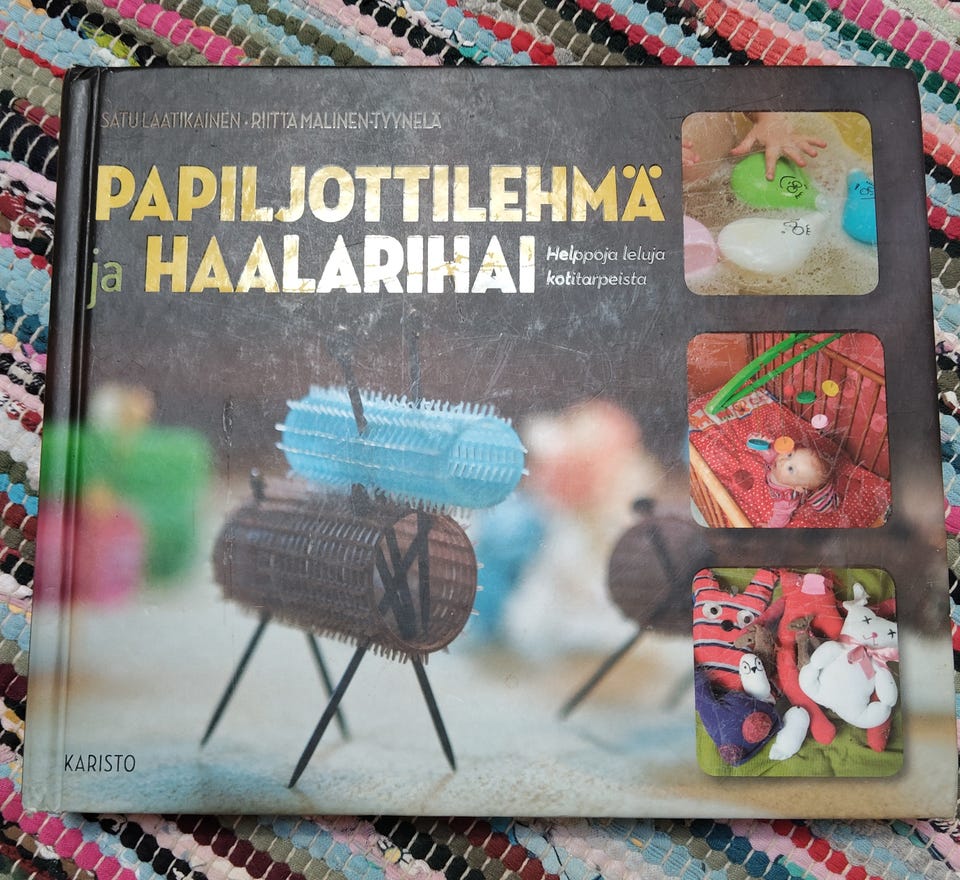 SATU LAATIKAINEN • RIITTA MALINEN-TYYNELÄ
PAPILJOTTILEHMÄ
ja HAALARIHAI
Helppoja leluja
kotitarpeista
KARISTO